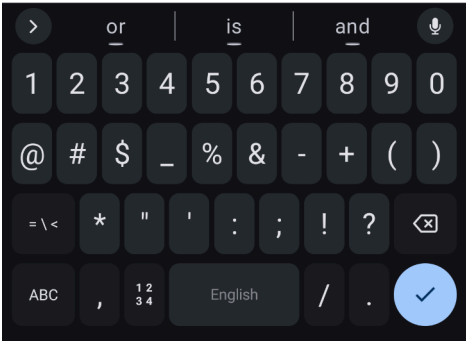 or is and
1 2 3 4 5 6 7 8 9 0
@ # $ _ % & - + ( )
= \ < * " ' : ; ! ?
ABC , 1 2 3 4 English / .